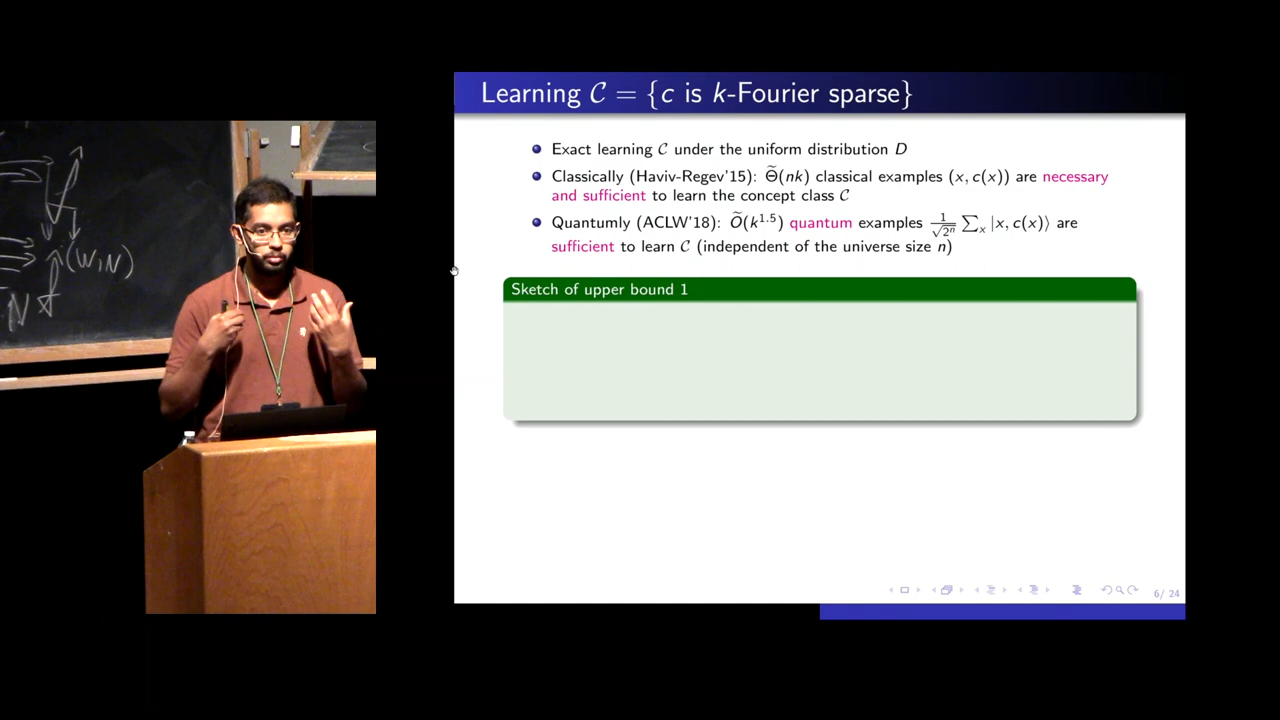 i(W,N)
N
Learning C = {c is k-Fourier sparse}
Exact learning C under the uniform distribution D
Classically (Haviv-Regev'15): Θ̃(nk) classical examples (x, c(x)) are necessary
and sufficient to learn the concept class C
Quantumly (ACLW'18): Õ(k^1.5) quantum examples 1/√2^n ∑_x |x, c(x)⟩ are
sufficient to learn C (independent of the universe size n)
Sketch of upper bound 1
6/ 24